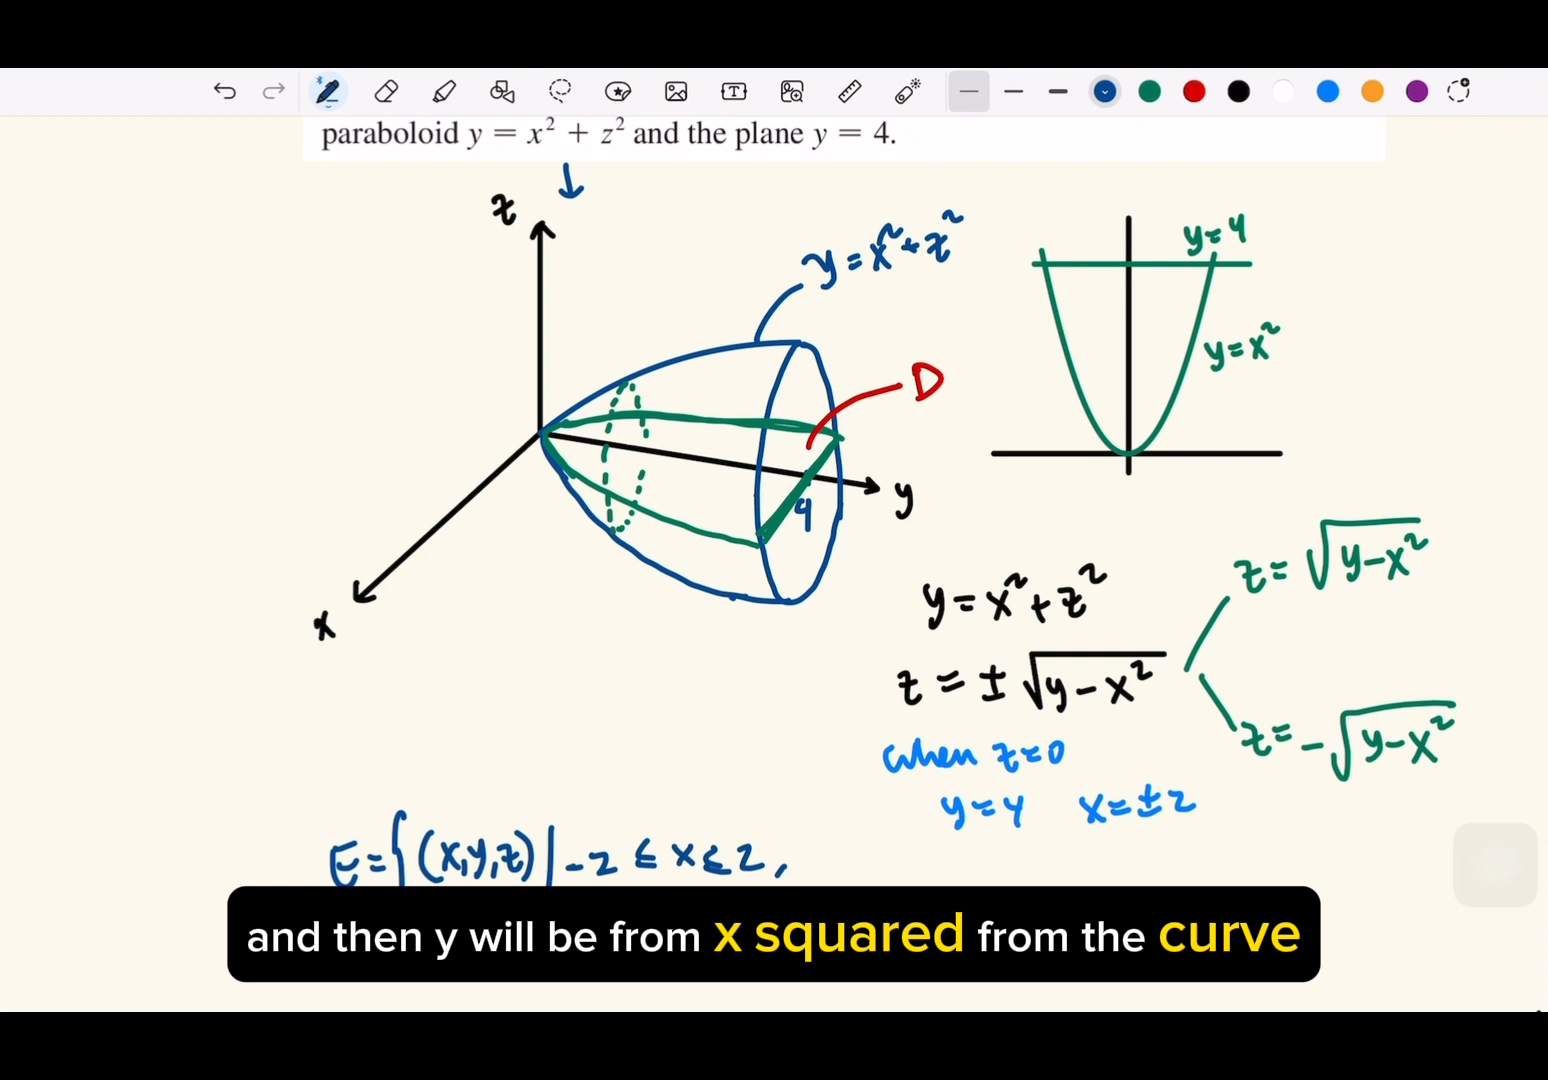 paraboloid y = x² + z² and the plane y = 4.
z
y = x² + z²
y = 4
D
y = x²
y
4
x
z = √(y-x²)
y = x² + z²
z = ± √(y-x²)
z = -√(y-x²)
when z=0
y=4 x=±2
E = { (x,y,z) | -2 ≤ x ≤ 2,
and then y will be from x squared from the curve